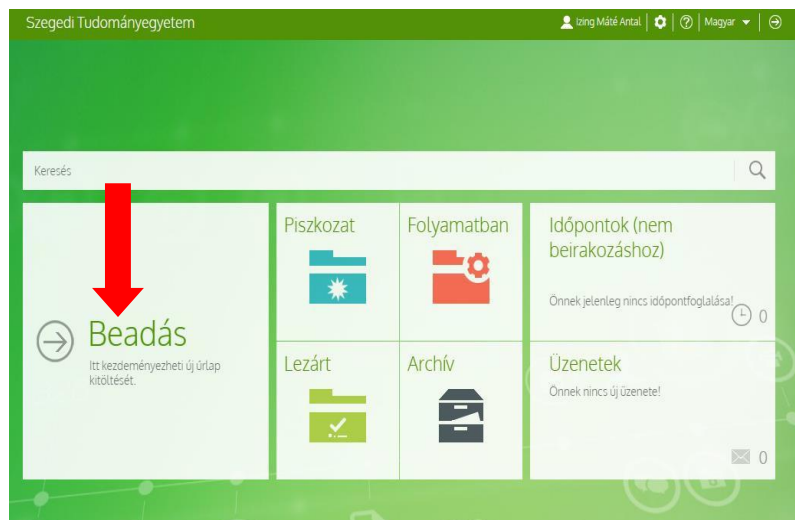 Szegedi Tudományegyetem
Izing Máté Antal
Magyar
Keresés
Beadás
Itt kezdeményezheti új űrlap
kitöltését.
Piszkozat
Folyamatban
Lezárt
Archív
Időpontok (nem
beirakozáshoz)
Önnek jelenleg nincs időpontfoglalása!
0
Üzenetek
Önnek nincs új üzenete!
0